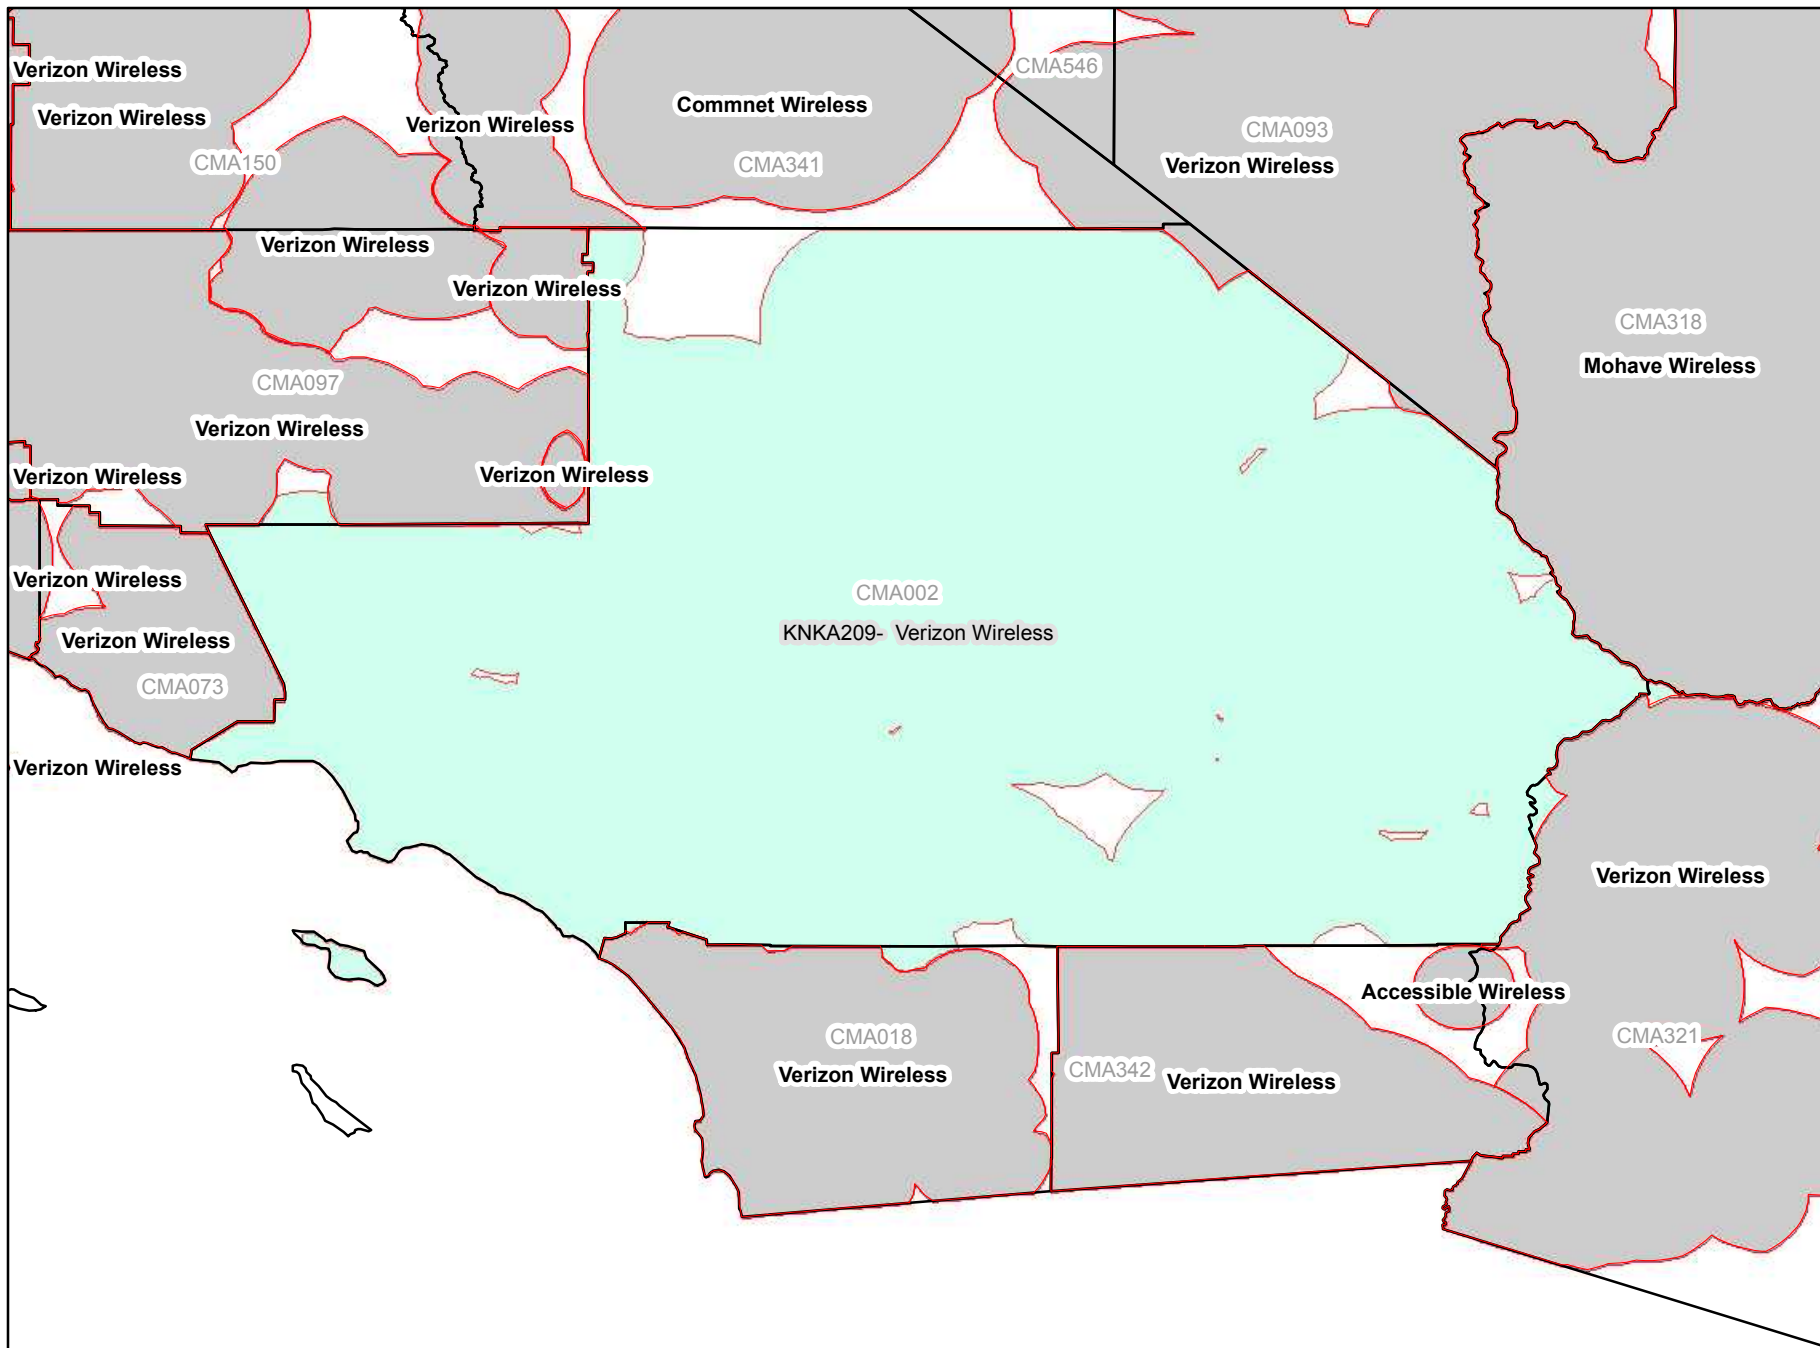 CMA546
Verizon Wireless
Commnet Wireless
Verizon Wireless
Verizon Wireless
CMA093
CMA150
CMA341
Verizon Wireless
Verizon Wireless
Verizon Wireless
CMA318
Mohave Wireless
CMA097
Verizon Wireless
Verizon Wireless
Verizon Wireless
Verizon Wireless
CMA002
KNKA209- Verizon Wireless
Verizon Wireless
CMA073
Verizon Wireless
Verizon Wireless
Accessible Wireless
CMA018
CMA321
Verizon Wireless
CMA342
Verizon Wireless